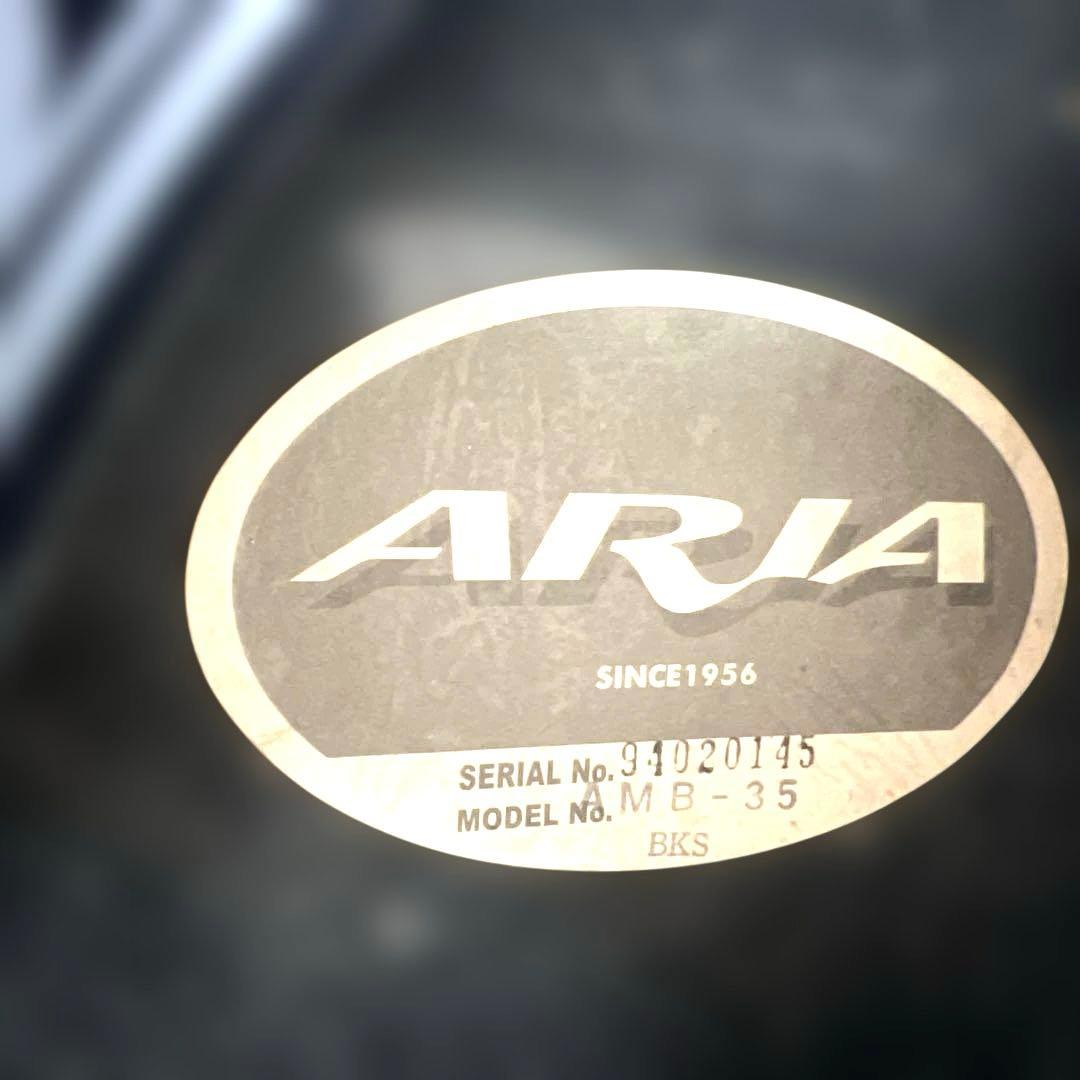 ARIA
SINCE1956
SERIAL No. 94020145
MODEL No. AMB-35
BKS